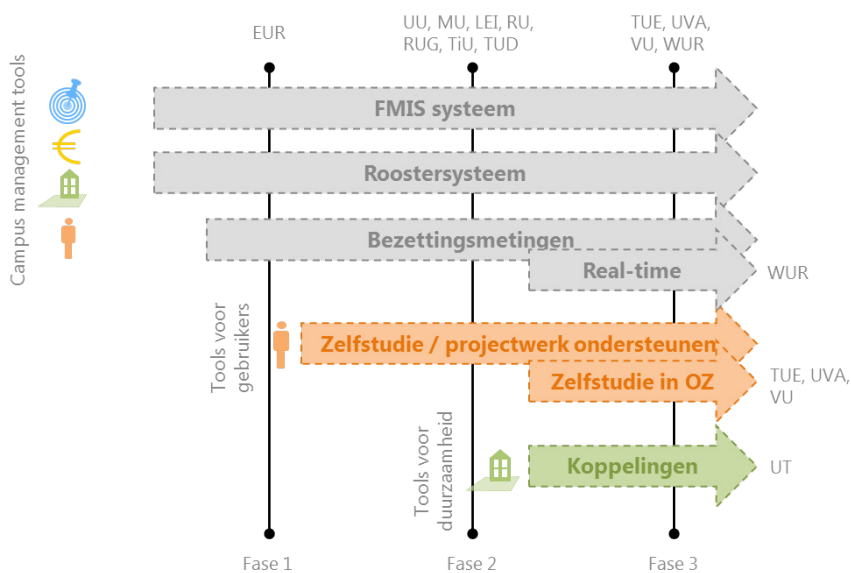 Campus management tools
EUR
UU, MU, LEI, RU,
RUG, TiU, TUD
TUE, UVA,
VU, WUR
FMIS systeem
Roostersysteem
Bezettingsmetingen
Real-time
WUR
Tools voor
gebruikers
Zelfstudie / projectwerk ondersteunen
Zelfstudie in OZ
TUE, UVA,
VU
Tools voor
duurzaamheid
Koppelingen
UT
Fase 1
Fase 2
Fase 3